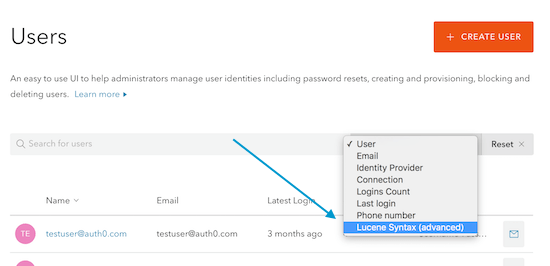 Users
+ CREATE USER
An easy to use UI to help administrators manage user identities including password resets, creating and provisioning, blocking and
deleting users. Learn more ▸
Search for users
Reset ×
✓ User
Email
Identity Provider
Connection
Logins Count
Last login
Phone number
Lucene Syntax (advanced)
Name Email Latest Login
TE testuser@auth0.com testuser@auth0.com 3 months ago